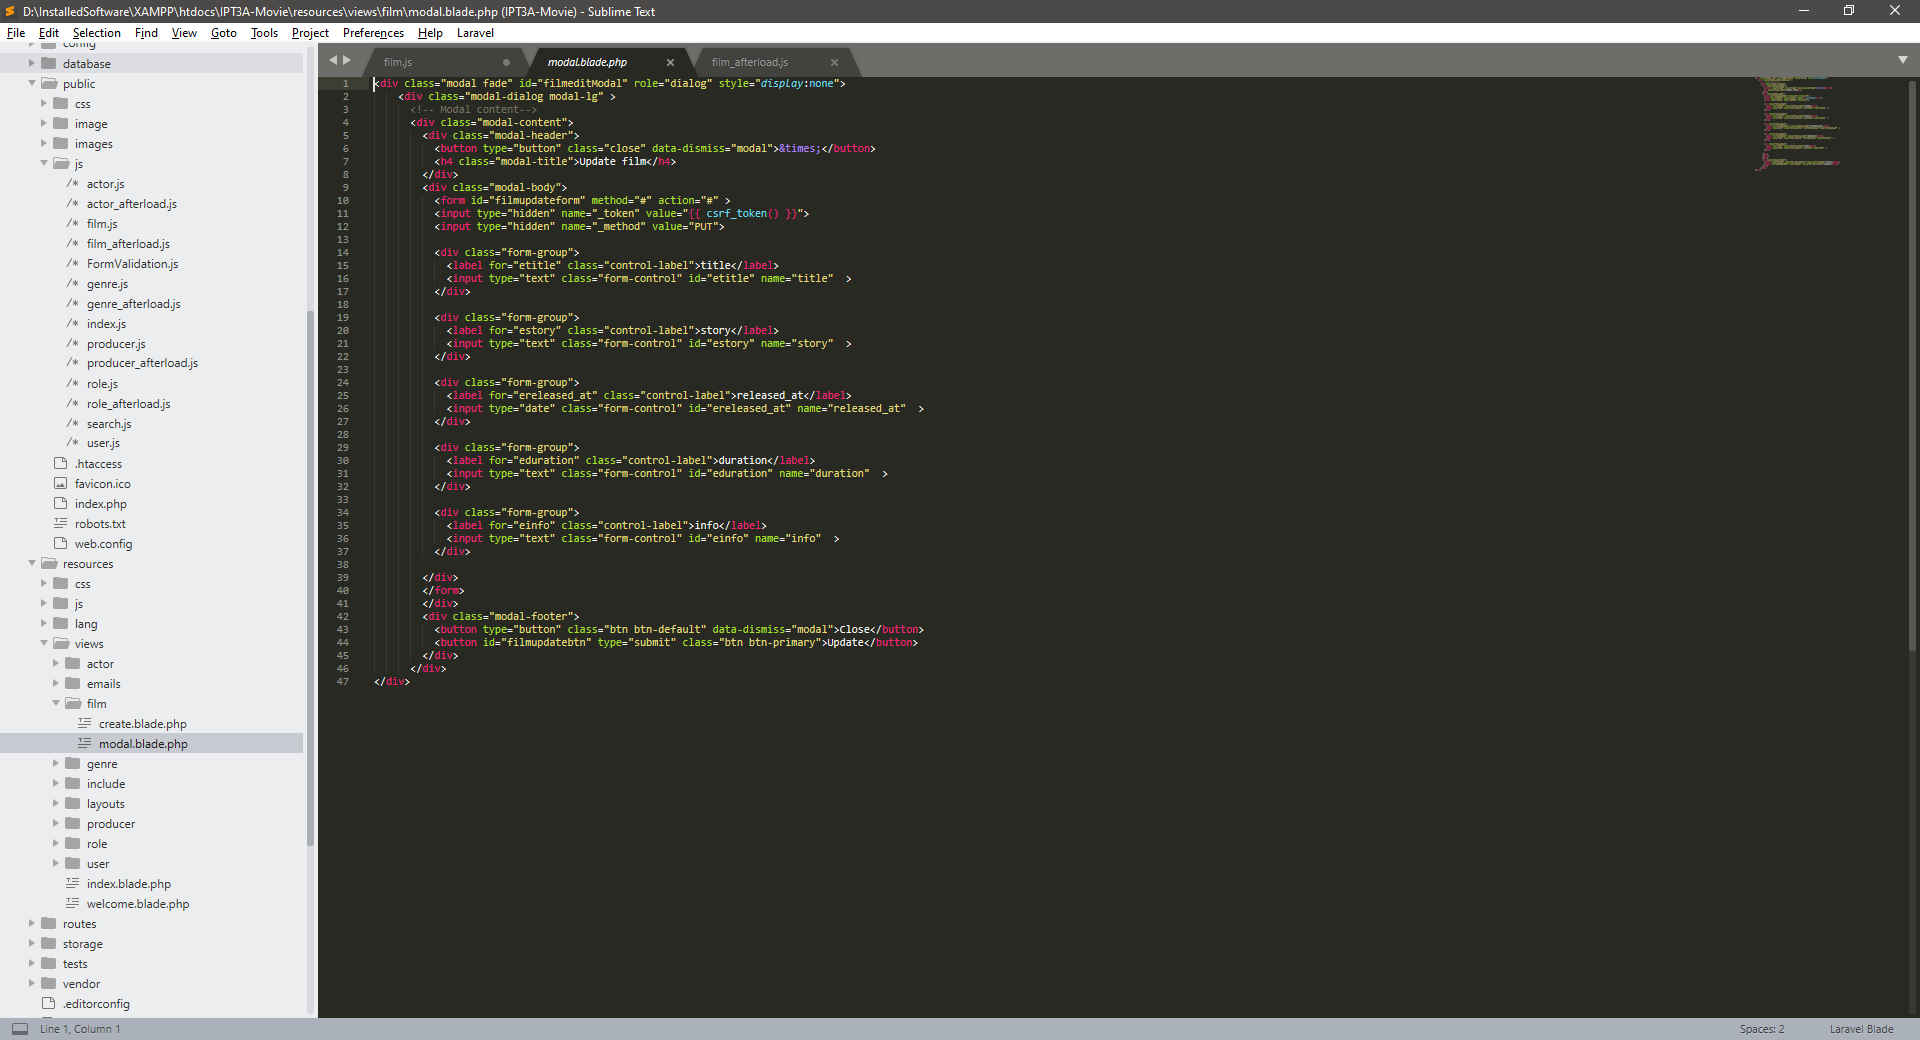 D:\InstalledSoftware\XAMPP\htdocs\IPT3A-Movie\resources\views\film\modal.blade.php (IPT3A-Movie) - Sublime Text
File Edit Selection Find View Goto Tools Project Preferences Help Laravel
config
database
public
css
image
images
js
/* actor.js
/* actor_afterload.js
/* film.js
/* film_afterload.js
/* FormValidation.js
/* genre.js
/* genre_afterload.js
/* index.js
/* producer.js
/* producer_afterload.js
/* role.js
/* role_afterload.js
/* search.js
/* user.js
.htaccess
favicon.ico
index.php
robots.txt
web.config
resources
css
js
lang
views
actor
emails
film
create.blade.php
modal.blade.php
genre
include
layouts
producer
role
user
index.blade.php
welcome.blade.php
routes
storage
tests
vendor
.editorconfig
film.js modal.blade.php film_afterload.js
1 <div class="modal fade" id="filmeditModal" role="dialog" style="display:none">
2 <div class="modal-dialog modal-lg" >
3 <!-- Modal content-->
4 <div class="modal-content">
5 <div class="modal-header">
6 <button type="button" class="close" data-dismiss="modal">&times;</button>
7 <h4 class="modal-title">Update film</h4>
8 </div>
9 <div class="modal-body">
10 <form id="filmupdateform" method="#" action="#" >
11 <input type="hidden" name="_token" value="{{ csrf_token() }}">
12 <input type="hidden" name="_method" value="PUT">
13
14 <div class="form-group">
15 <label for="etitle" class="control-label">title</label>
16 <input type="text" class="form-control" id="etitle" name="title"  >
17 </div>
18
19 <div class="form-group">
20 <label for="estory" class="control-label">story</label>
21 <input type="text" class="form-control" id="estory" name="story"  >
22 </div>
23
24 <div class="form-group">
25 <label for="ereleased_at" class="control-label">released_at</label>
26 <input type="date" class="form-control" id="ereleased_at" name="released_at"  >
27 </div>
28
29 <div class="form-group">
30 <label for="eduration" class="control-label">duration</label>
31 <input type="text" class="form-control" id="eduration" name="duration"  >
32 </div>
33
34 <div class="form-group">
35 <label for="einfo" class="control-label">info</label>
36 <input type="text" class="form-control" id="einfo" name="info"  >
37 </div>
38
39 </div>
40 </form>
41 </div>
42 <div class="modal-footer">
43 <button type="button" class="btn btn-default" data-dismiss="modal">Close</button>
44 <button id="filmupdatebtn" type="submit" class="btn btn-primary">Update</button>
45 </div>
46 </div>
47 </div>
Line 1, Column 1
Spaces: 2 Laravel Blade